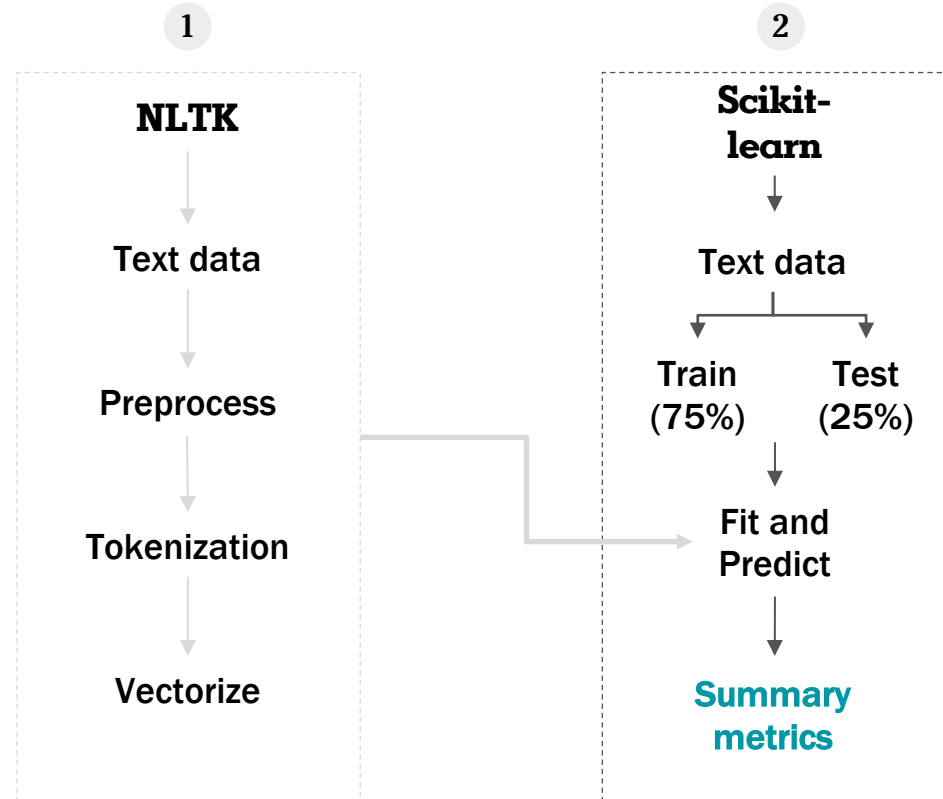 1
NLTK
Text data
Preprocess
Tokenization
Vectorize
2
Scikit-
learn
Text data
Train
(75%)
Test
(25%)
Fit and
Predict
Summary
metrics